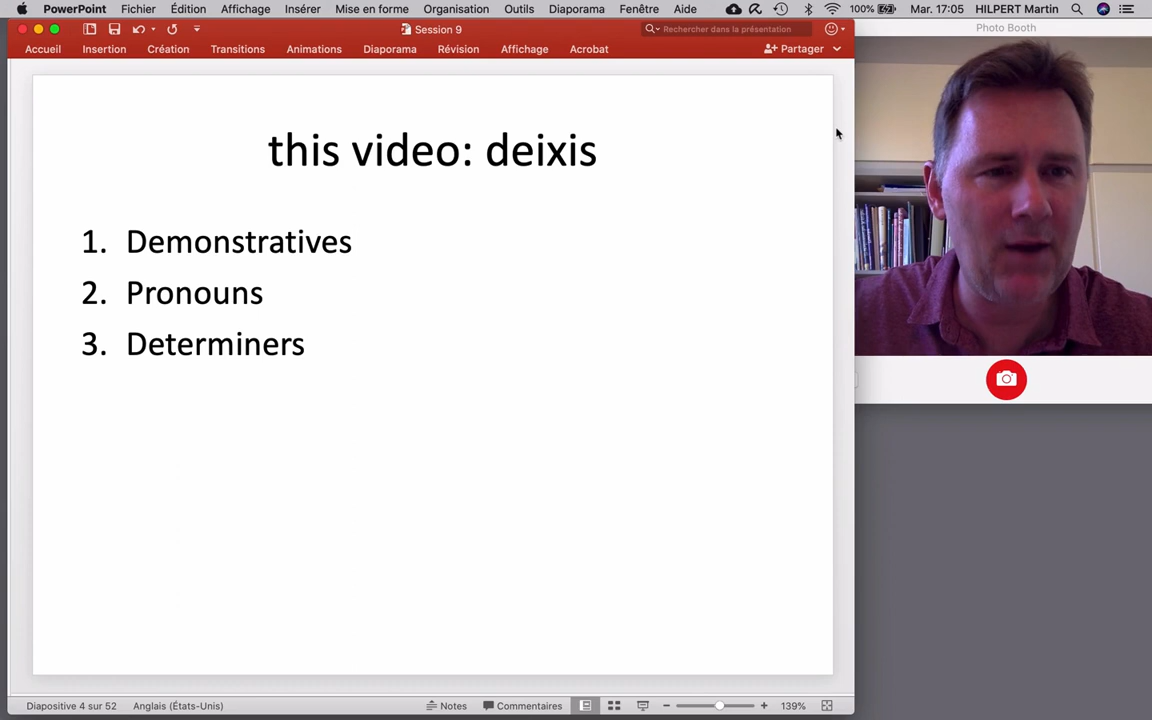 PowerPoint Fichier Édition Affichage Insérer Mise en forme Organisation Outils Diaporama Fenêtre Aide 100% Mar. 17:05 HILPERT Martin
Session 9
Rechercher dans la présentation
Photo Booth
Accueil Insertion Création Transitions Animations Diaporama Révision Affichage Acrobat Partager
this video: deixis
1. Demonstratives
2. Pronouns
3. Determiners
Diapositive 4 sur 52 Anglais (États-Unis) Notes Commentaires 139%